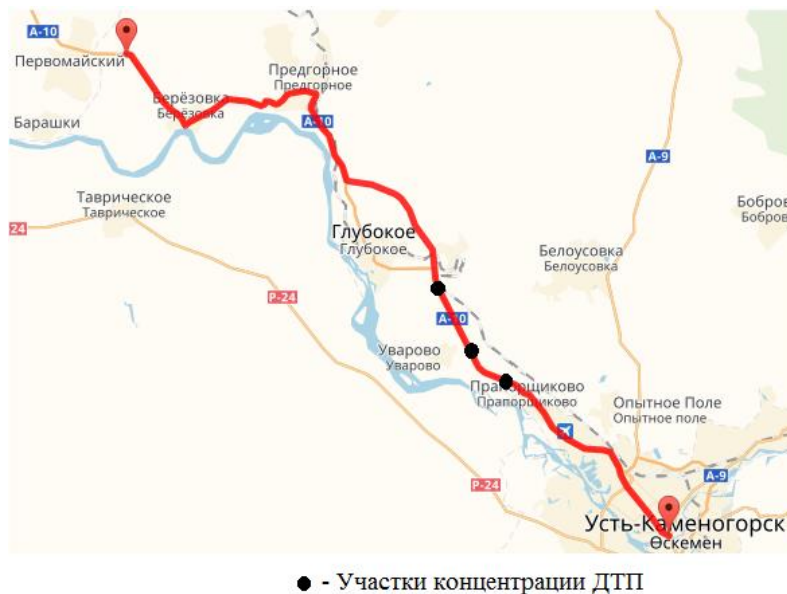 А-10
Первомайский
Предгорное
Предгорное
Берёзовка
Берёзовка
Барашки
А-10
А-9
Таврическое
Таврическое
24
Бобров
Бобров
Глубокое
Глубокое
Белоусовка
Белоусовка
Р-24
А-10
Уварово
Уварово
Прапорщиково
Прапорщиково
Опытное Поле
Опытное поле
Р-24
А-9
Усть-Каменогорск
Өскемен
- Участки концентрации ДТП